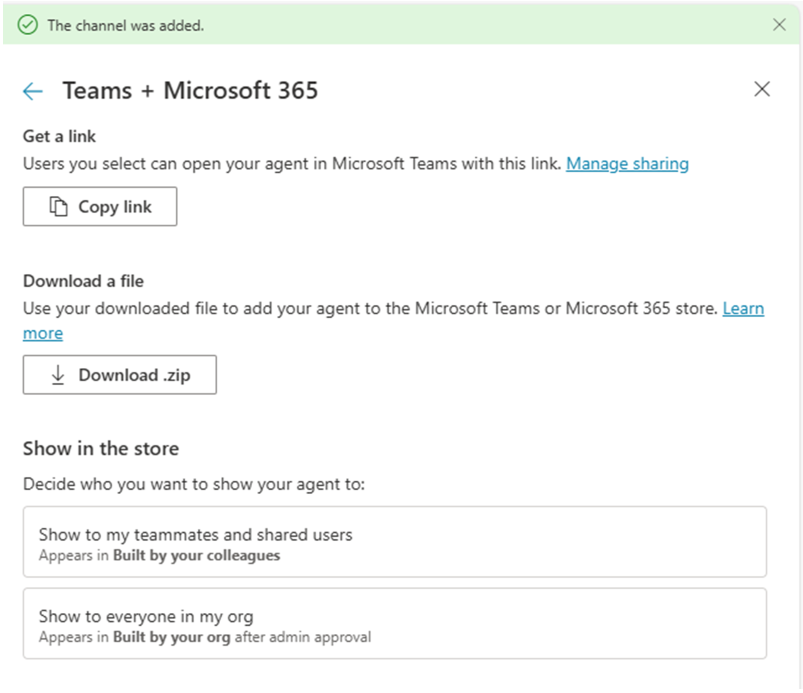 The channel was added.
Teams + Microsoft 365
Get a link
Users you select can open your agent in Microsoft Teams with this link. Manage sharing
Copy link
Download a file
Use your downloaded file to add your agent to the Microsoft Teams or Microsoft 365 store. Learn
more
Download .zip
Show in the store
Decide who you want to show your agent to:
Show to my teammates and shared users
Appears in Built by your colleagues
Show to everyone in my org
Appears in Built by your org after admin approval